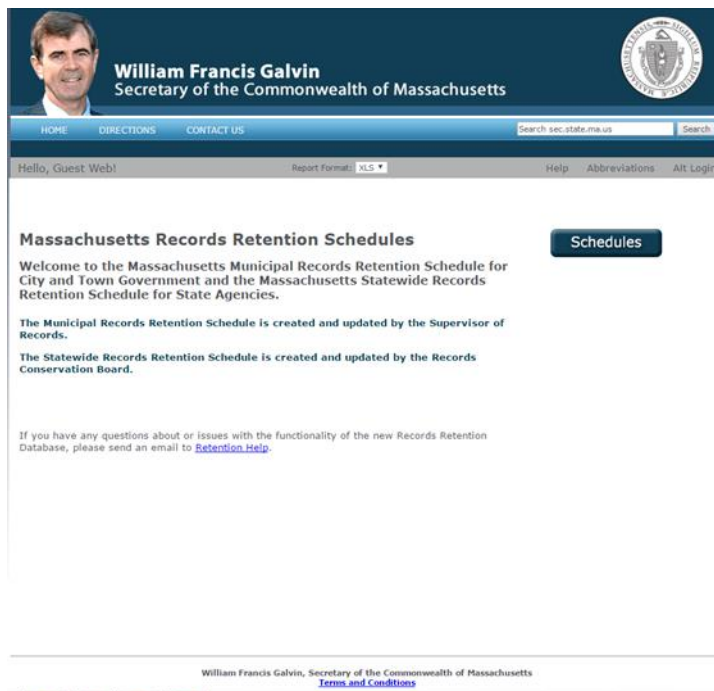 William Francis Galvin
Secretary of the Commonwealth of Massachusetts
HOME DIRECTIONS CONTACT US
Search sec.state.ma.us Search
Hello, Guest Web! Report Format: XLS Help Abbreviations Alt Login
Massachusetts Records Retention Schedules
Schedules
Welcome to the Massachusetts Municipal Records Retention Schedule for
City and Town Government and the Massachusetts Statewide Records
Retention Schedule for State Agencies.
The Municipal Records Retention Schedule is created and updated by the Supervisor of
Records.
The Statewide Records Retention Schedule is created and updated by the Records
Conservation Board.
If you have any questions about or issues with the functionality of the new Records Retention
Database, please send an email to Retention Help.
William Francis Galvin, Secretary of the Commonwealth of Massachusetts
Terms and Conditions